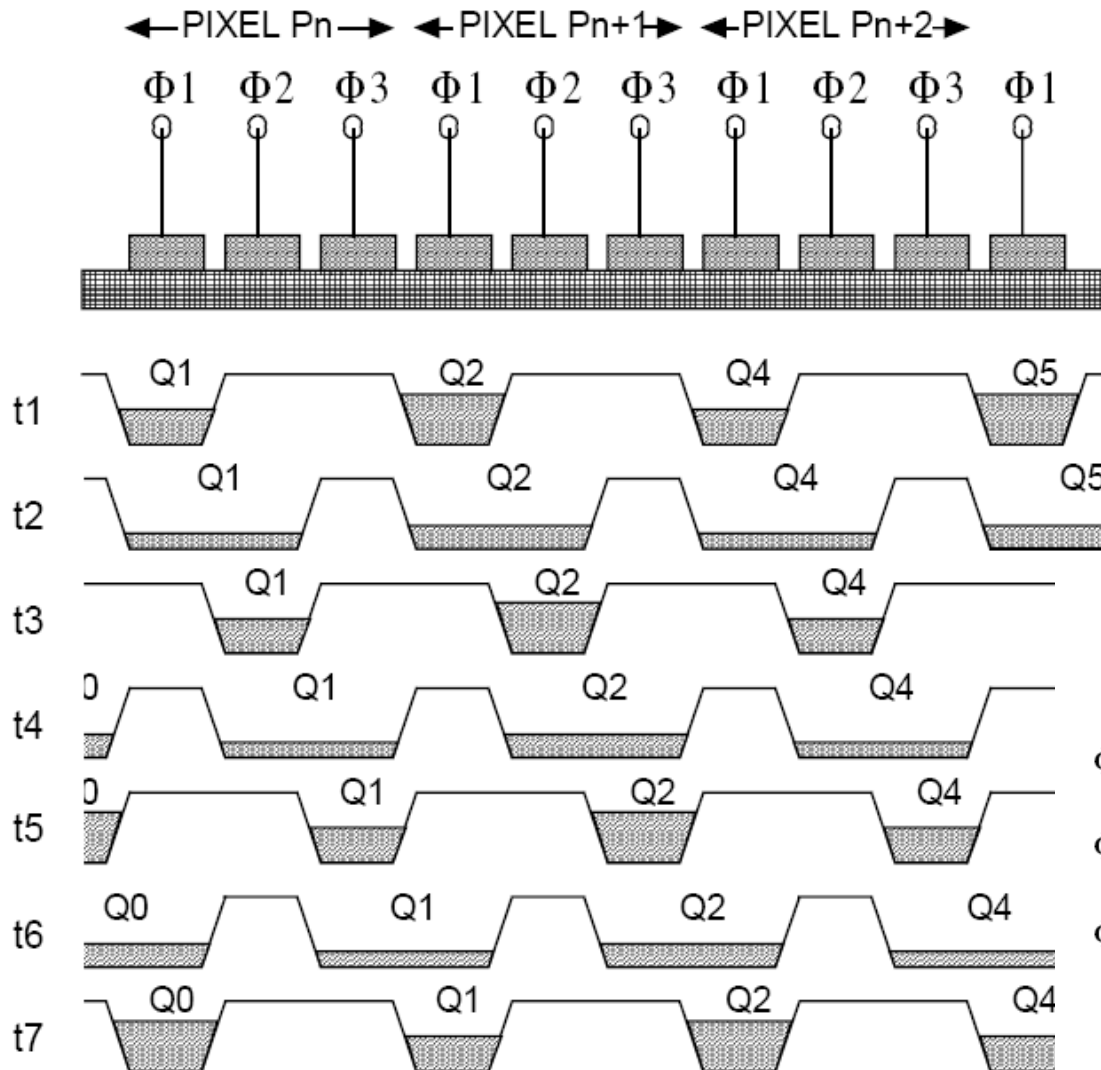 PIXEL Pn PIXEL Pn+1 PIXEL Pn+2
Φ1 Φ2 Φ3 Φ1 Φ2 Φ3 Φ1 Φ2 Φ3 Φ1
t1 Q1 Q2 Q4 Q5
t2 Q1 Q2 Q4 Q5
t3 Q1 Q2 Q4
t4 0 Q1 Q2 Q4
t5 0 Q1 Q2 Q4
t6 Q0 Q1 Q2 Q4
t7 Q0 Q1 Q2 Q4